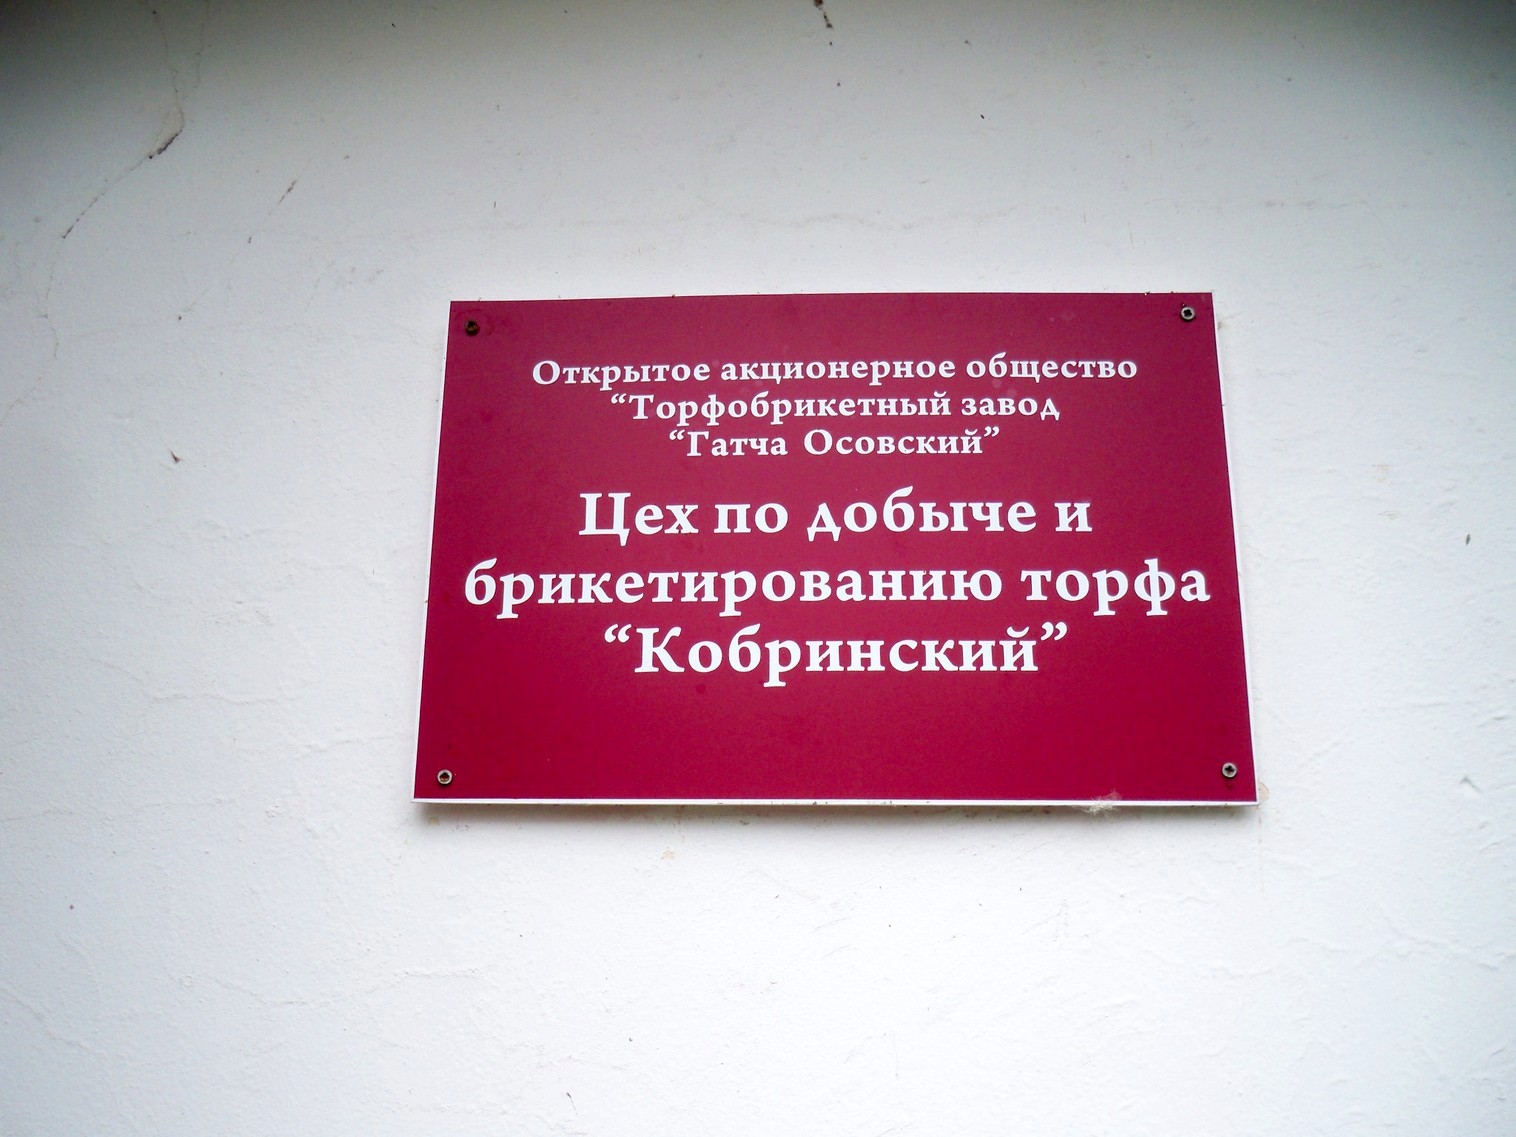 Открытое акционерное общество
“Торфобрикетный завод
“Гатча Осовский”
Цех по добыче и
брикетированию торфа
“Кобринский”